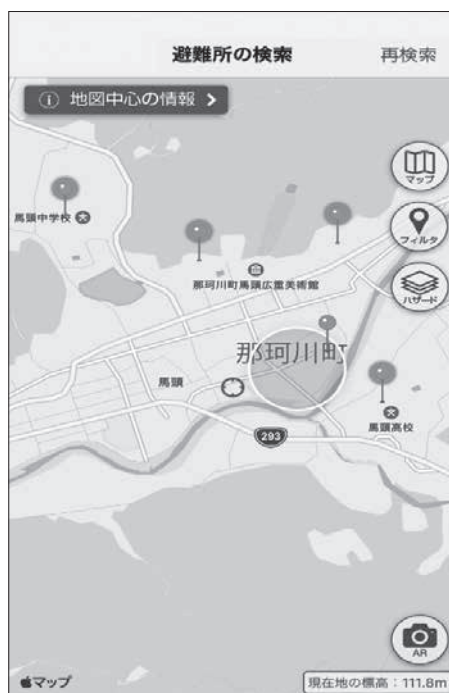 避難所の検索 再検索
ⓘ 地図中心の情報 >
マップ
馬頭中学校
フィルタ
那珂川町馬頭広重美術館
ハザード
那珂川町
馬頭
馬頭高校
293
AR
マップ
現在地の標高：111.8m